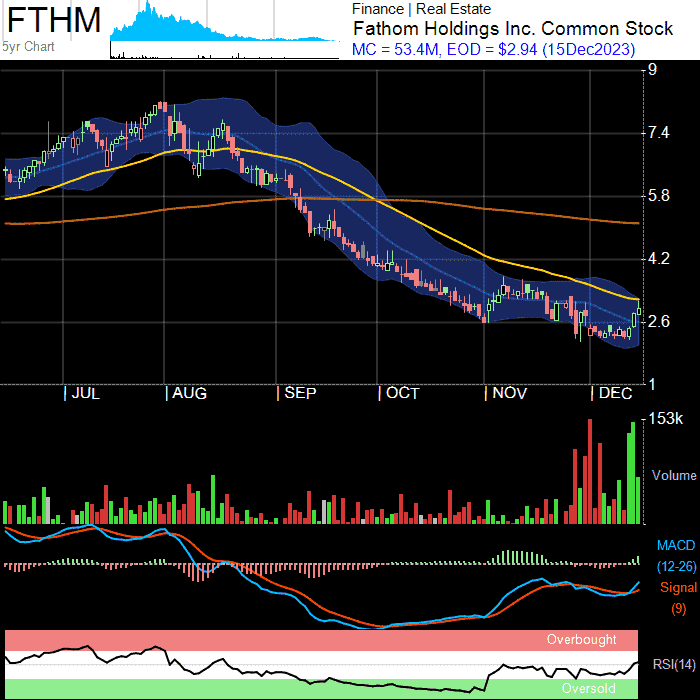 FTHM
5yr Chart
Finance | Real Estate
Fathom Holdings Inc. Common Stock
MC = 53.4M, EOD = $2.94 (15Dec2023)
9
7.4
5.8
4.2
2.6
1
| JUL | AUG | SEP | OCT | NOV | DEC
153k
Volume
MACD
(12-26)
Signal
(9)
Overbought
RSI(14)
Oversold